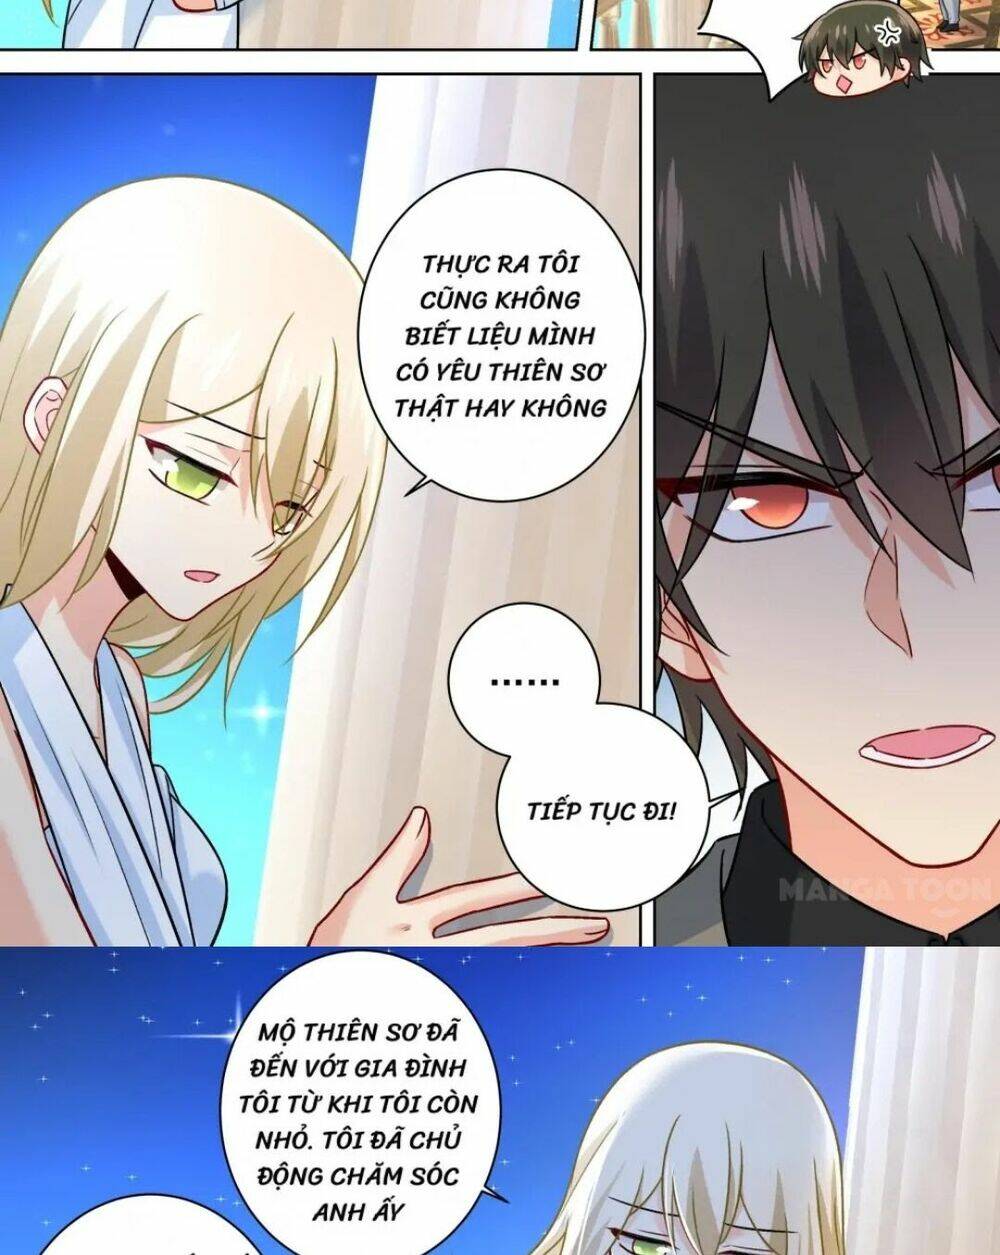 THỰC RA TÔI
CŨNG KHÔNG
BIẾT LIỆU MÌNH
CÓ YÊU THIÊN SƠ
THẬT HAY KHÔNG
......
TIẾP TỤC ĐI!
MANGA TOON
MỘ THIÊN SƠ ĐÃ
ĐẾN VỚI GIA ĐÌNH
TÔI TỪ KHI TÔI CÒN
NHỎ. TÔI ĐÃ CHỦ
ĐỘNG CHĂM SÓC
ANH ẤY